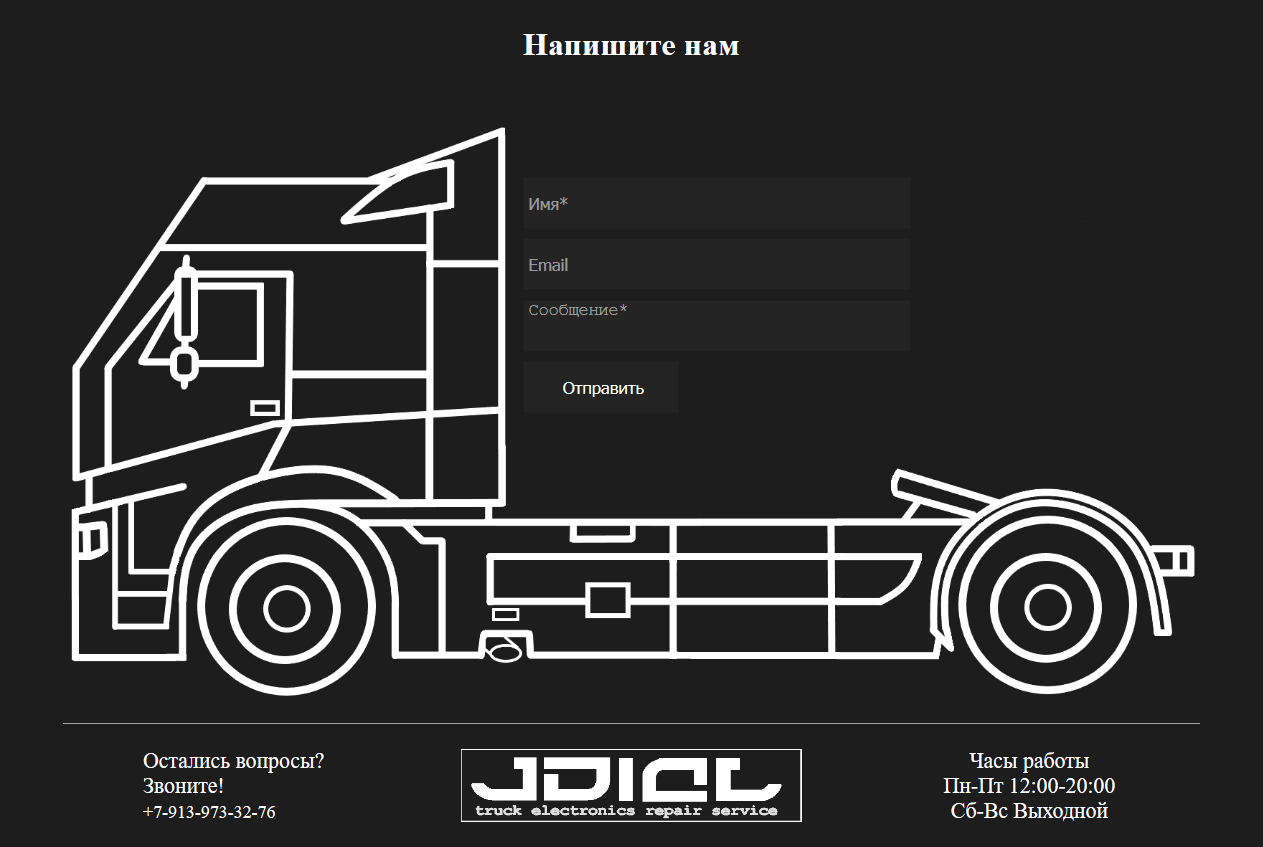 Напишите нам
Имя*
Email
Сообщение*
Отправить
Остались вопросы?
Звоните!
+7-913-973-32-76
JDIEL
truck electronics repair service
Часы работы
Пн-Пт 12:00-20:00
Сб-Вс Выходной